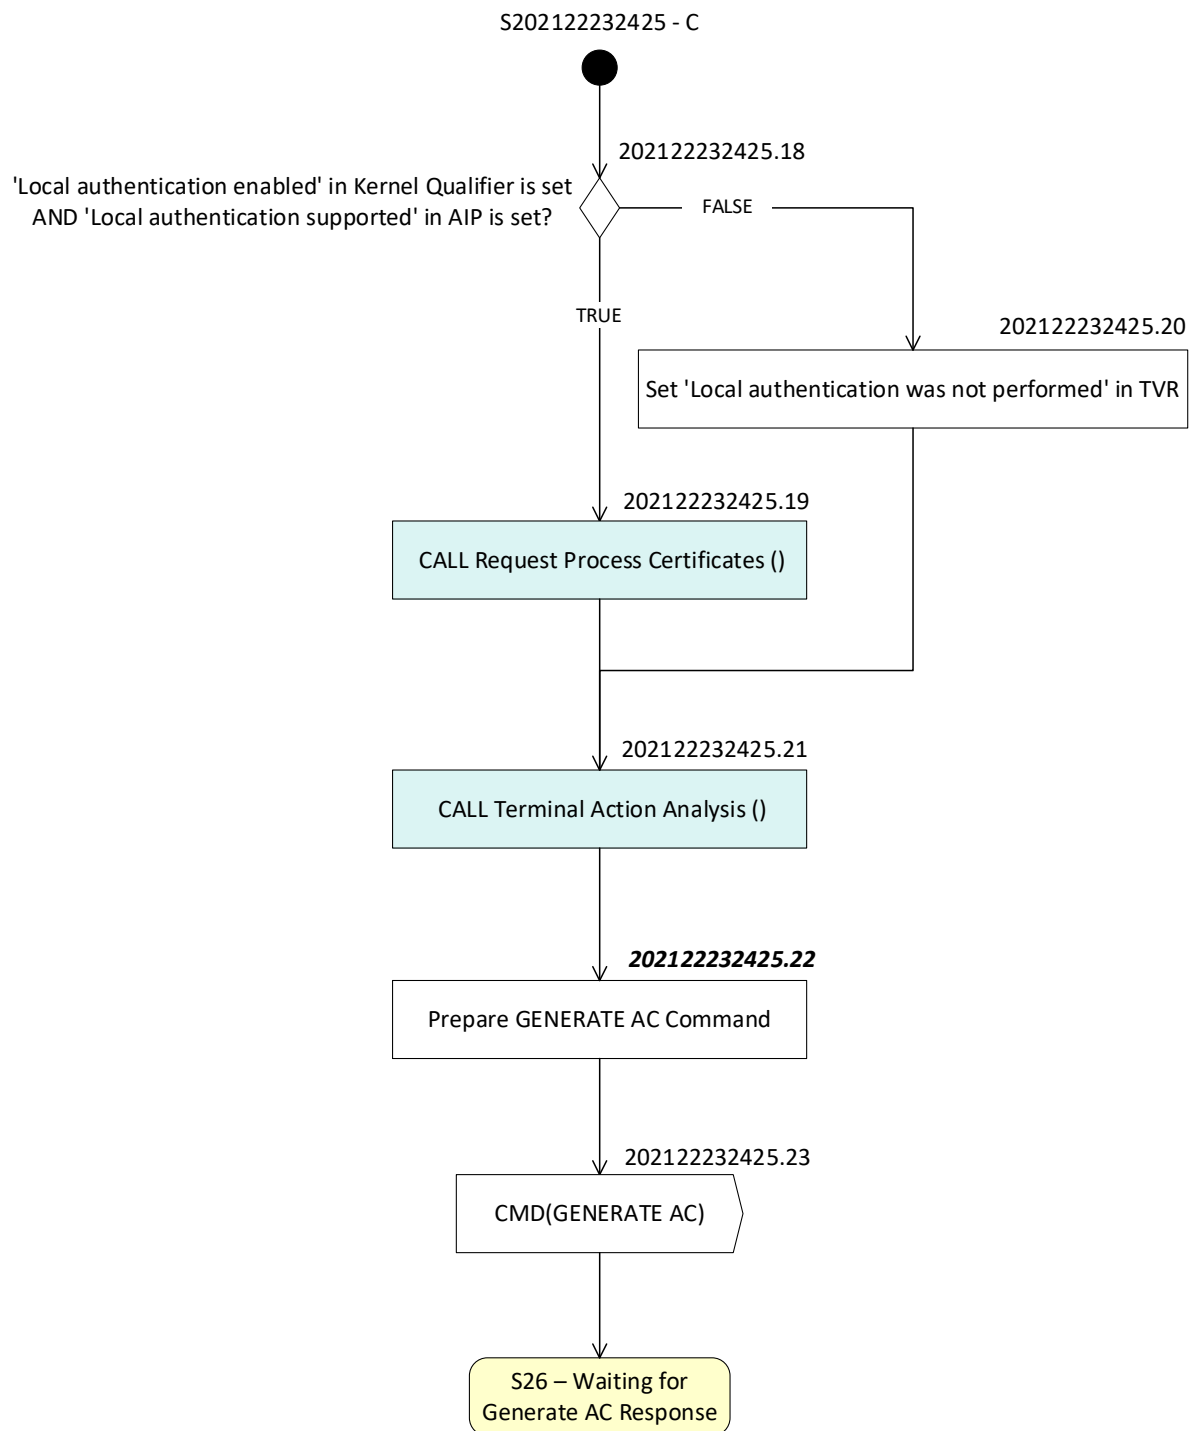 S202122232425 - C
202122232425.18
'Local authentication enabled' in Kernel Qualifier is set
AND 'Local authentication supported' in AIP is set?
FALSE
TRUE
202122232425.20
Set 'Local authentication was not performed' in TVR
202122232425.19
CALL Request Process Certificates ()
202122232425.21
CALL Terminal Action Analysis ()
202122232425.22
Prepare GENERATE AC Command
202122232425.23
CMD(GENERATE AC)
S26 – Waiting for
Generate AC Response